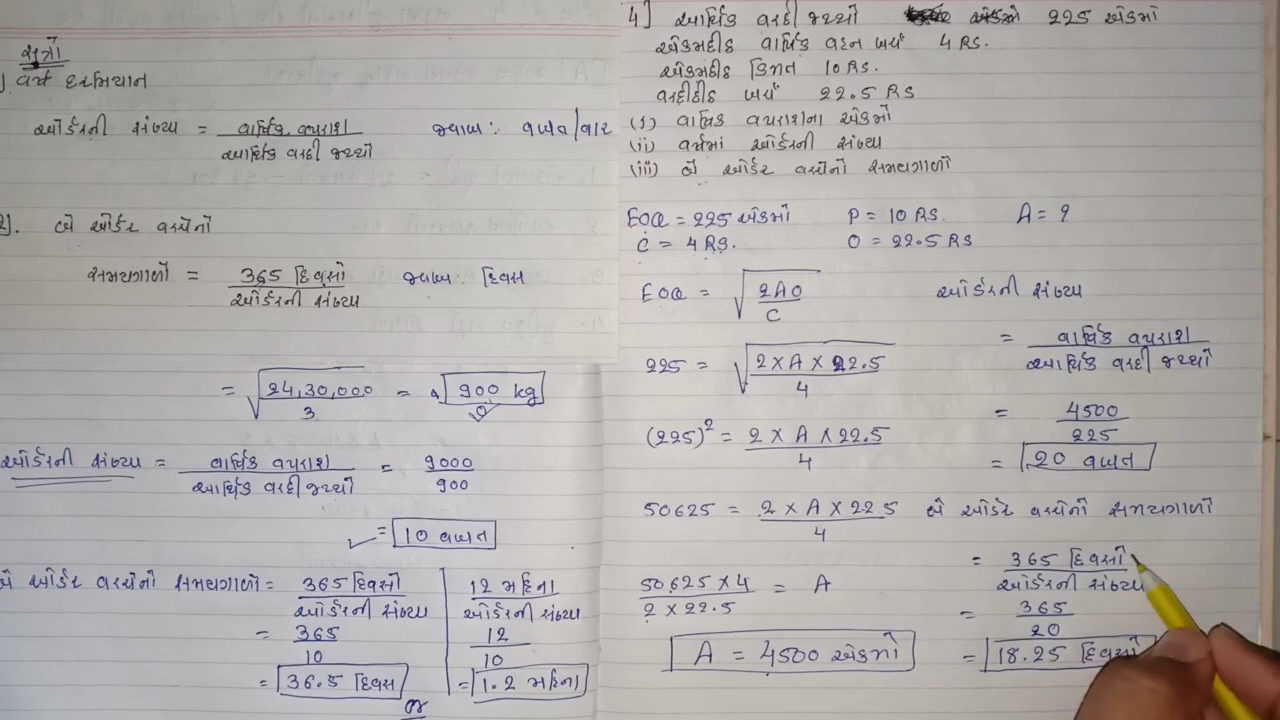 સૂત્રો
1) વર્ષ દરમિયાન
ઓર્ડરની સંખ્યા = વાર્ષિક વપરાશ / આર્થિક વરદી જથ્થો જવાબ: વખત/વાર
2). બે ઓર્ડર વચ્ચેનો
સમયગાળો = 365 દિવસો / ઓર્ડરની સંખ્યા જવાબ: દિવસ
= √24,30,000 / 3 = 900 kg
ઓર્ડરની સંખ્યા = વાર્ષિક વપરાશ / આર્થિક વરદી જથ્થો = 9000 / 900
= 10 વખત
બે ઓર્ડર વચ્ચેનો સમયગાળો = 365 દિવસો / ઓર્ડરની સંખ્યા | 12 મહિના / ઓર્ડરની સંખ્યા
= 365 / 10 | 12 / 10
= 36.5 દિવસ or = 1.2 મહિના
4] આર્થિક વરદી જથ્થો 225 એકમો
એકમદીઠ વાર્ષિક વહન ખર્ચ 4 RS.
એકમદીઠ કિંમત 10 RS.
વરદીદીઠ ખર્ચ 22.5 RS
(i) વાર્ષિક વપરાશના એકમો
(ii) વર્ષમાં ઓર્ડરની સંખ્યા
(iii) બે ઓર્ડર વચ્ચેનો સમયગાળો
EOQ = 225 એકમો P = 10 RS. A = ?
C = 4 RS. O = 22.5 RS
EOQ = √2AO / C
225 = √2 x A x 22.5 / 4
(225)² = 2 x A x 22.5 / 4
50625 = 2 x A x 22.5 / 4
50625 x 4 / 2 x 22.5 = A
A = 4500 એકમો
ઓર્ડરની સંખ્યા
= વાર્ષિક વપરાશ / આર્થિક વરદી જથ્થો
= 4500 / 225
= 20 વખત
બે ઓર્ડર વચ્ચેનો સમયગાળો
= 365 દિવસો / ઓર્ડરની સંખ્યા
= 365 / 20
= 18.25 દિવસો